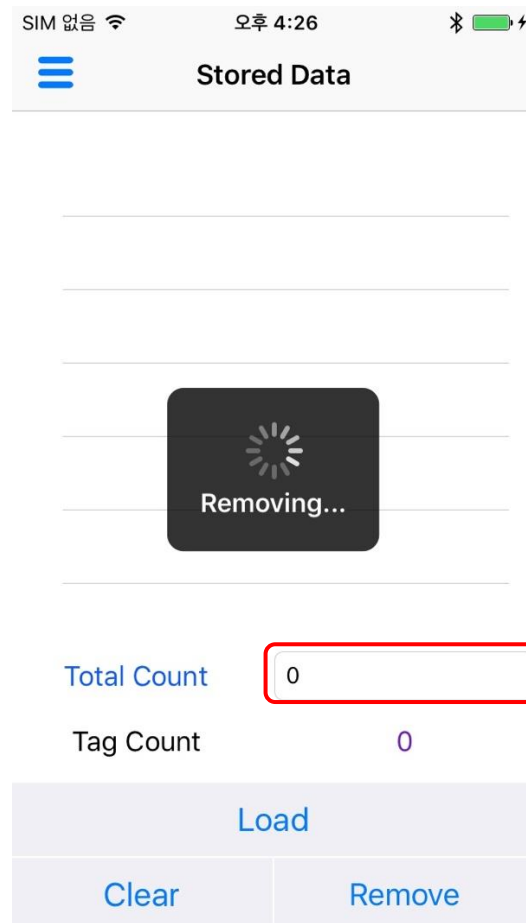 SIM 없음 오후 4:26
Stored Data
Removing...
Total Count 0
Tag Count 0
Load
Clear Remove